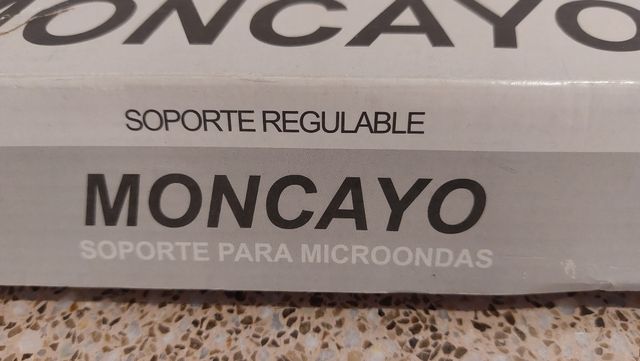 MONCAYO
SOPORTE REGULABLE
MONCAYO
SOPORTE PARA MICROONDAS